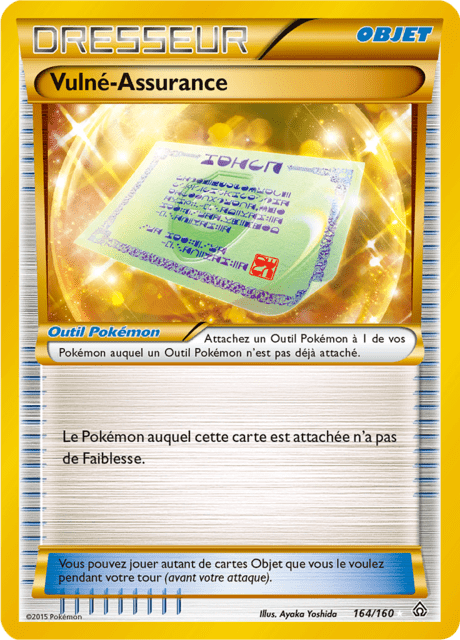 DRESSEUR
OBJET
Vulné-Assurance
Outil Pokémon
Attachez un Outil Pokémon à 1 de vos
Pokémon auquel un Outil Pokémon n'est pas déjà attaché.
Le Pokémon auquel cette carte est attachée n'a pas
de Faiblesse.
Vous pouvez jouer autant de cartes Objet que vous le voulez
pendant votre tour (avant votre attaque).
©2015 Pokémon
Illus. Ayaka Yoshida
164/160